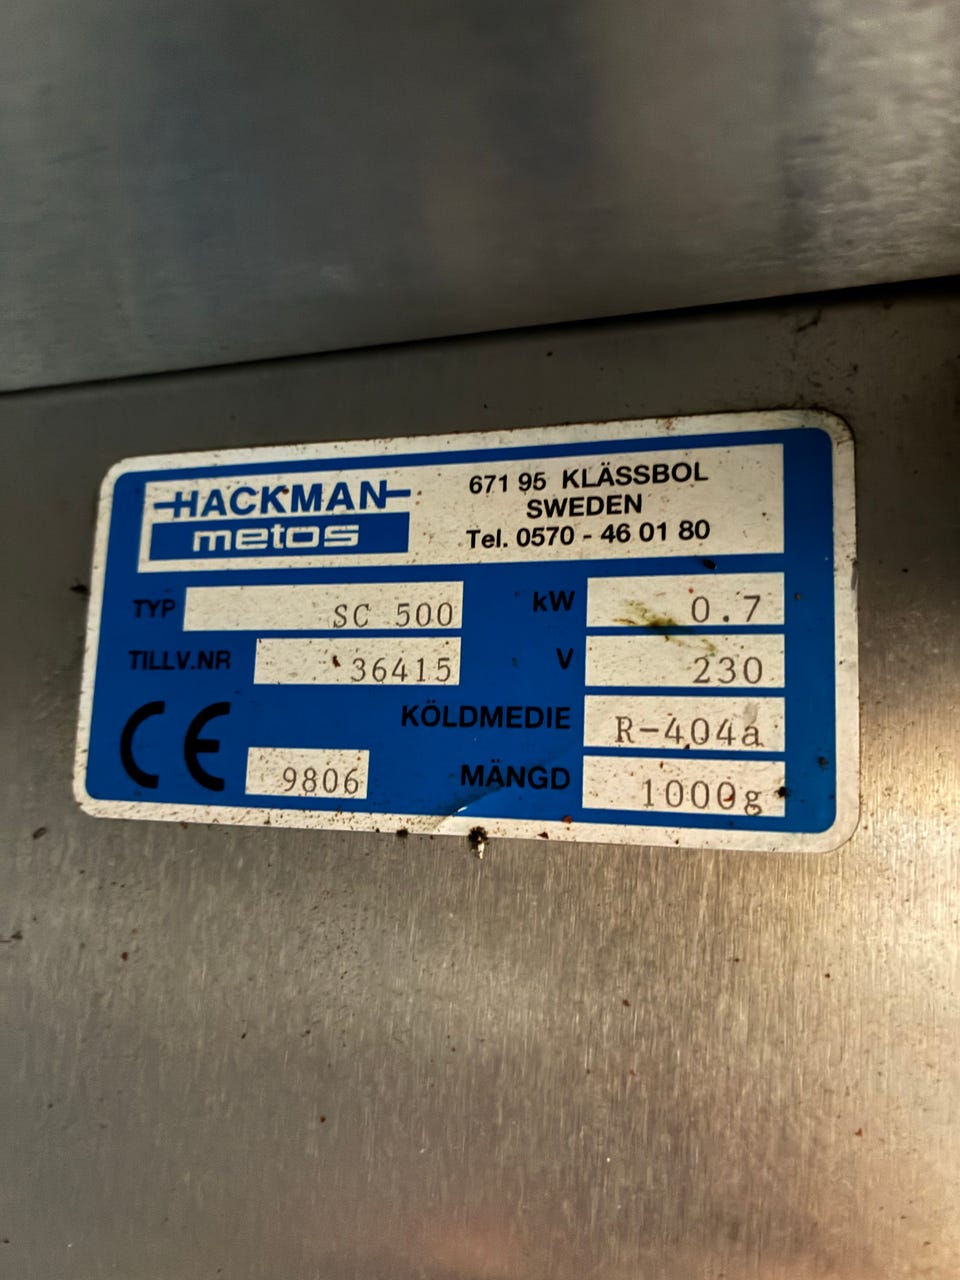 HACKMAN
metos
671 95 KLÄSSBOL
SWEDEN
Tel. 0570 - 46 01 80
TYP SC 500
kW 0.7
TILLV.NR 36415
V 230
KÖLDMEDIE R-404a
CE 9806
MÄNGD 1000g